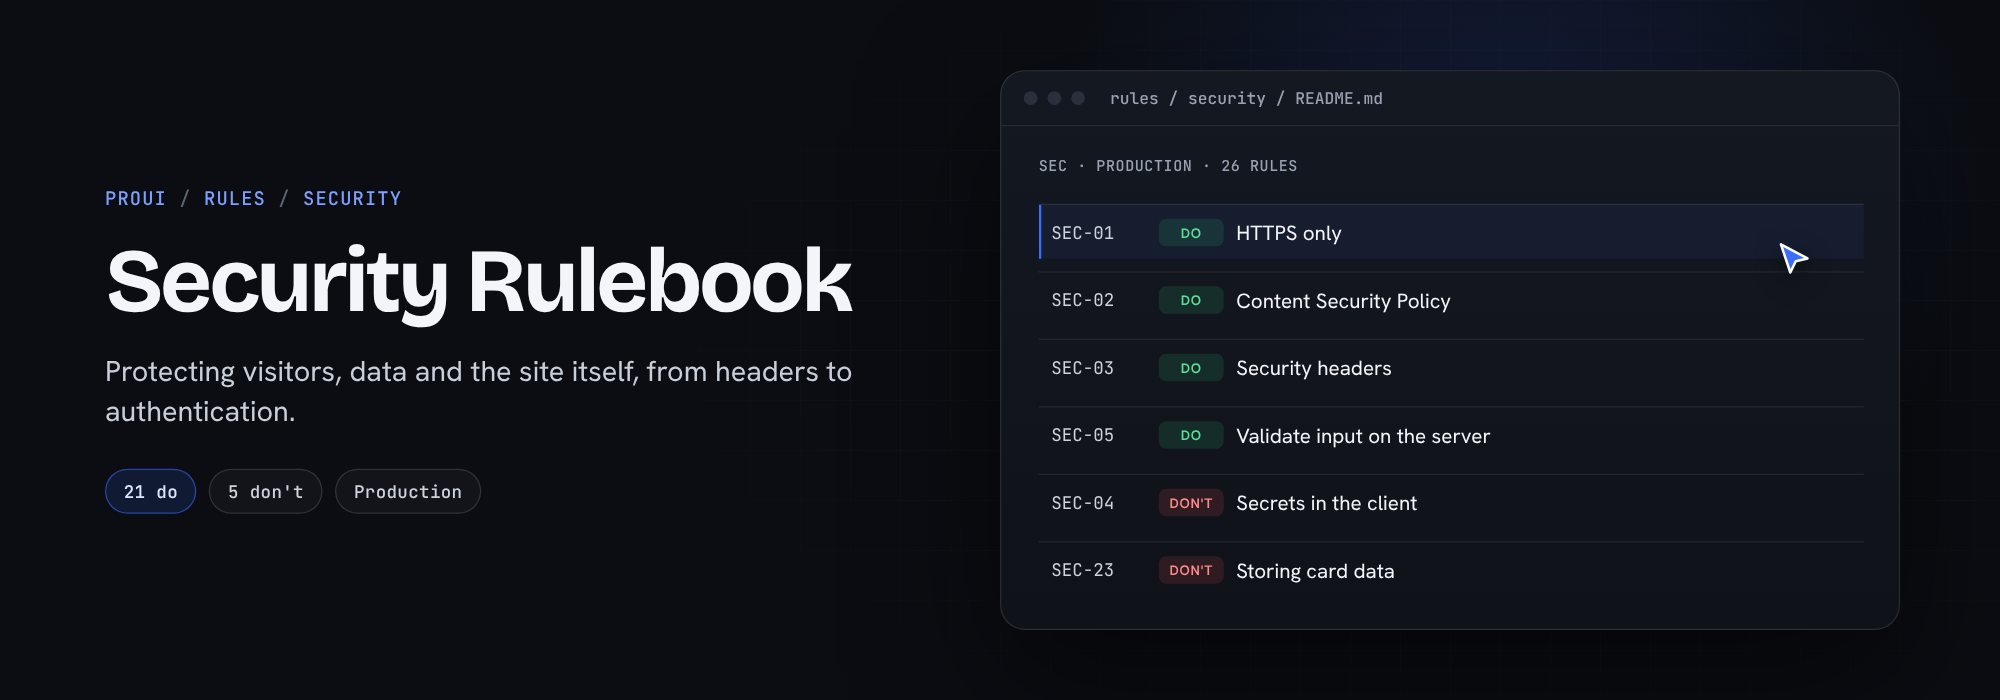 PROUI / RULES / SECURITY
Security Rulebook
Protecting visitors, data and the site itself, from headers to
authentication.
21 do
5 don't
Production
rules / security / README.md
SEC · PRODUCTION · 26 RULES
SEC-01 DO HTTPS only
SEC-02 DO Content Security Policy
SEC-03 DO Security headers
SEC-05 DO Validate input on the server
SEC-04 DON'T Secrets in the client
SEC-23 DON'T Storing card data